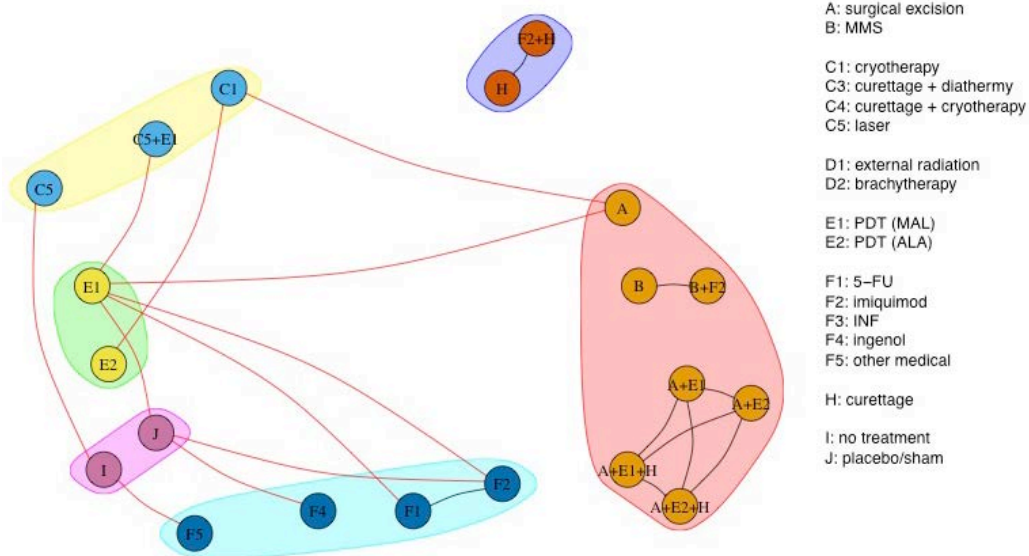 F2+H
H
C1
C5+E1
C5
A
E1
B
B+F2
E2
A+E1
A+E2
J
I
A+E1+H
A+E2+H
F2
F4
F1
F5
A: surgical excision
B: MMS
C1: cryotherapy
C3: curettage + diathermy
C4: curettage + cryotherapy
C5: laser
D1: external radiation
D2: brachytherapy
E1: PDT (MAL)
E2: PDT (ALA)
F1: 5−FU
F2: imiquimod
F3: INF
F4: ingenol
F5: other medical
H: curettage
I: no treatment
J: placebo/sham